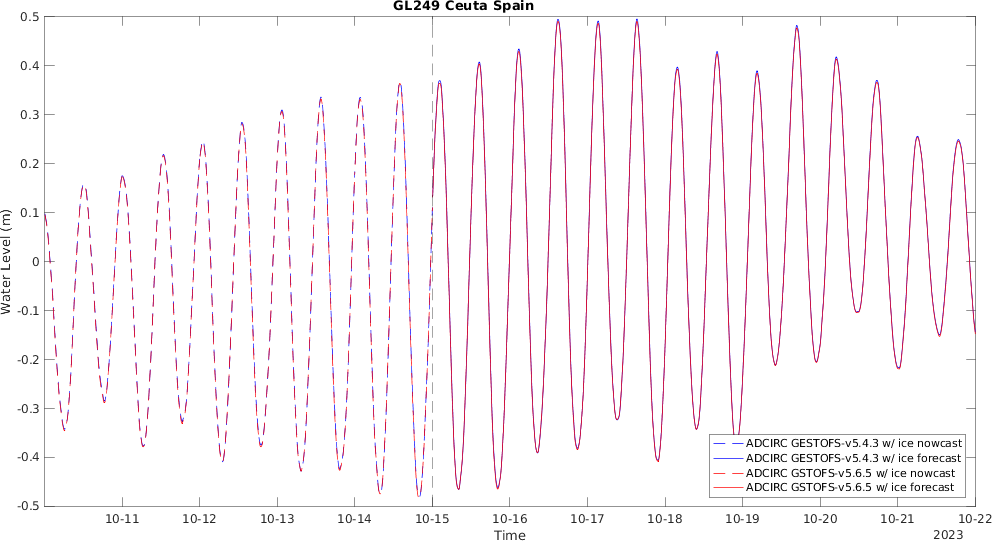 GL249 Ceuta Spain
Water Level (m)
0.5
0.4
0.3
0.2
0.1
0
-0.1
-0.2
-0.3
-0.4
-0.5
ADCIRC GESTOFS-v5.4.3 w/ ice nowcast
ADCIRC GESTOFS-v5.4.3 w/ ice forecast
ADCIRC GSTOFS-v5.6.5 w/ ice nowcast
ADCIRC GSTOFS-v5.6.5 w/ ice forecast
10-11 10-12 10-13 10-14 10-15 10-16 10-17 10-18 10-19 10-20 10-21 10-22
Time
2023